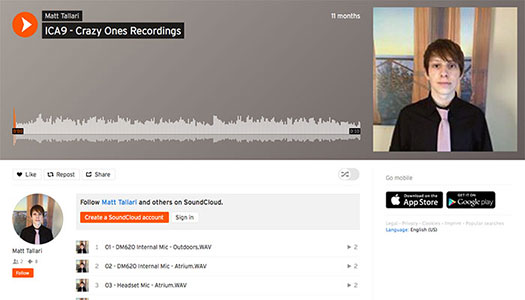 Matt Tallari
11 months
ICA9 - Crazy Ones Recordings
0:00
0:10
Like
Repost
Share
Go mobile
Follow Matt Tallari and others on SoundCloud.
Create a SoundCloud account
Sign in
Download on the
App Store
GET IT ON
Google play
Legal - Privacy - Cookies - Imprint - Popular searches
Language: English (US)
Matt Tallari
Follow
1 01 - DM620 Internal Mic - Outdoors.WAV 2
2 02 - DM620 Internal Mic - Atrium.WAV 2
3 03 - Headset Mic - Atrium.WAV 2